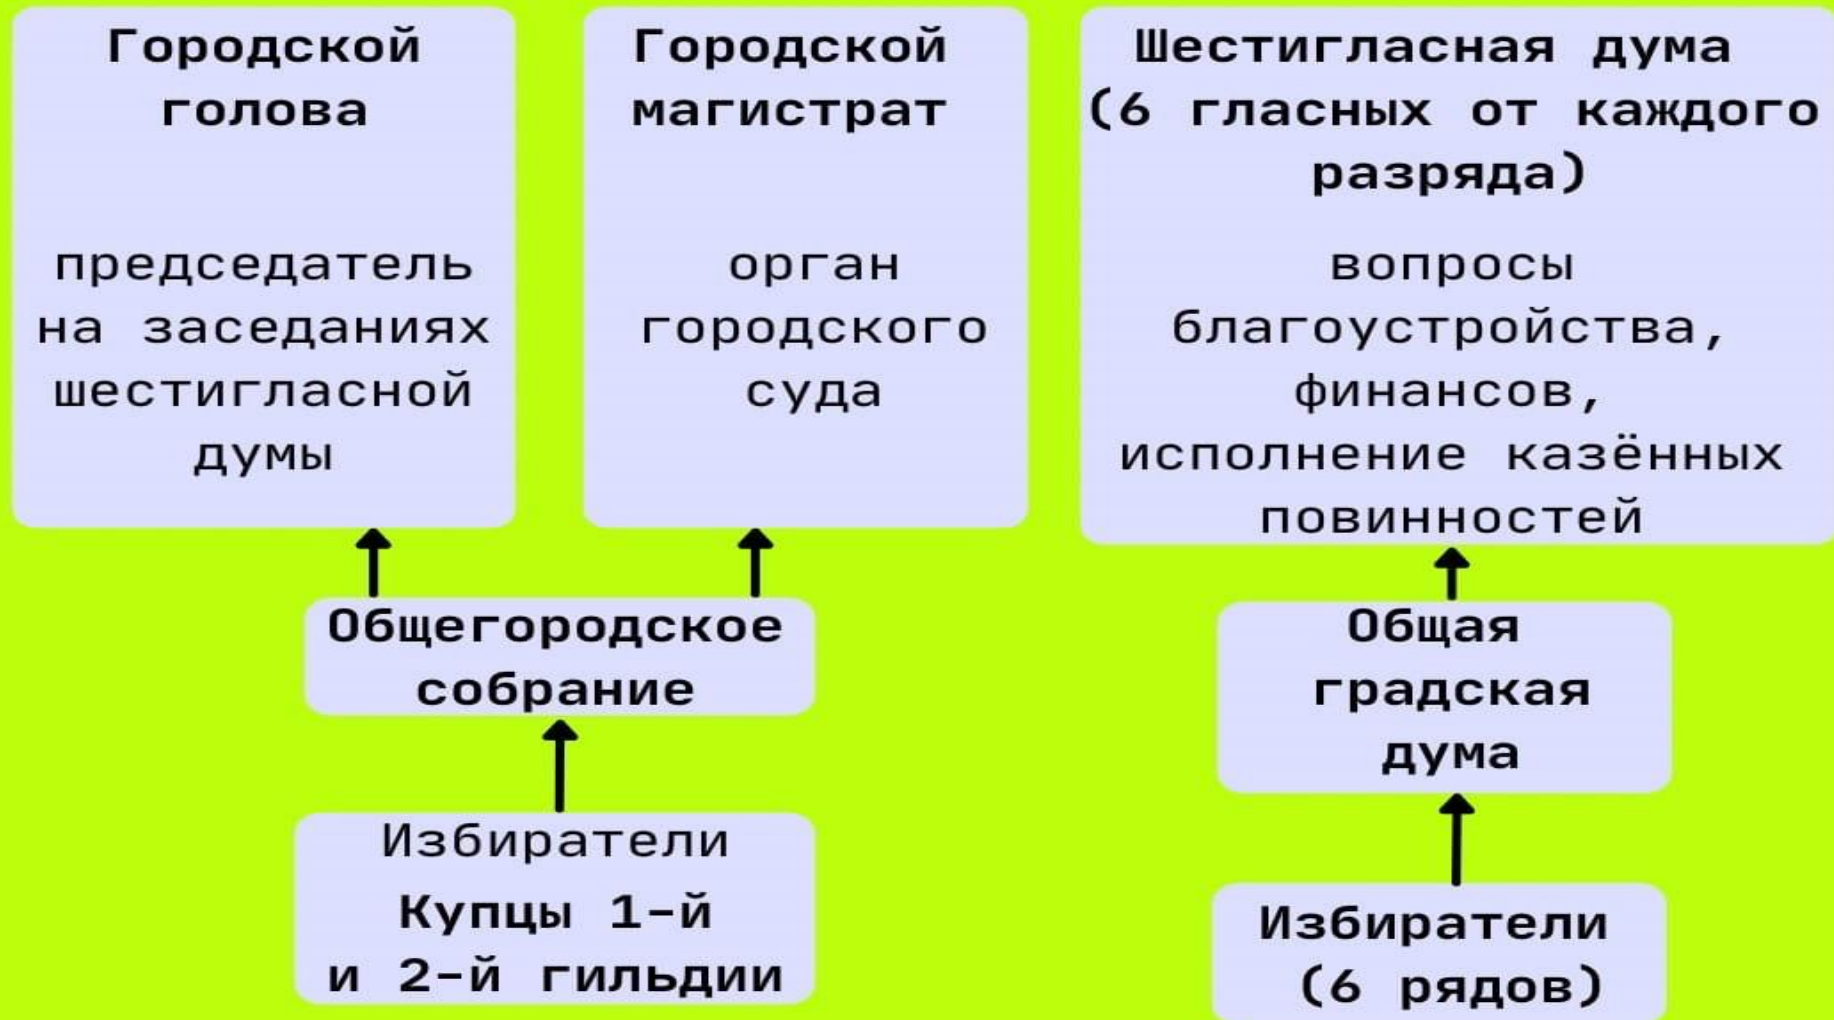 Городской
голова
председатель
на заседаниях
шестигласной
думы
Городской
магистрат
орган
городского
суда
Шестигласная дума
(6 гласных от каждого
разряда)
вопросы
благоустройства,
финансов,
исполнение казённых
повинностей
Общегородское
собрание
Общая
градская
дума
Избиратели
Купцы 1-й
и 2-й гильдии
Избиратели
(6 рядов)